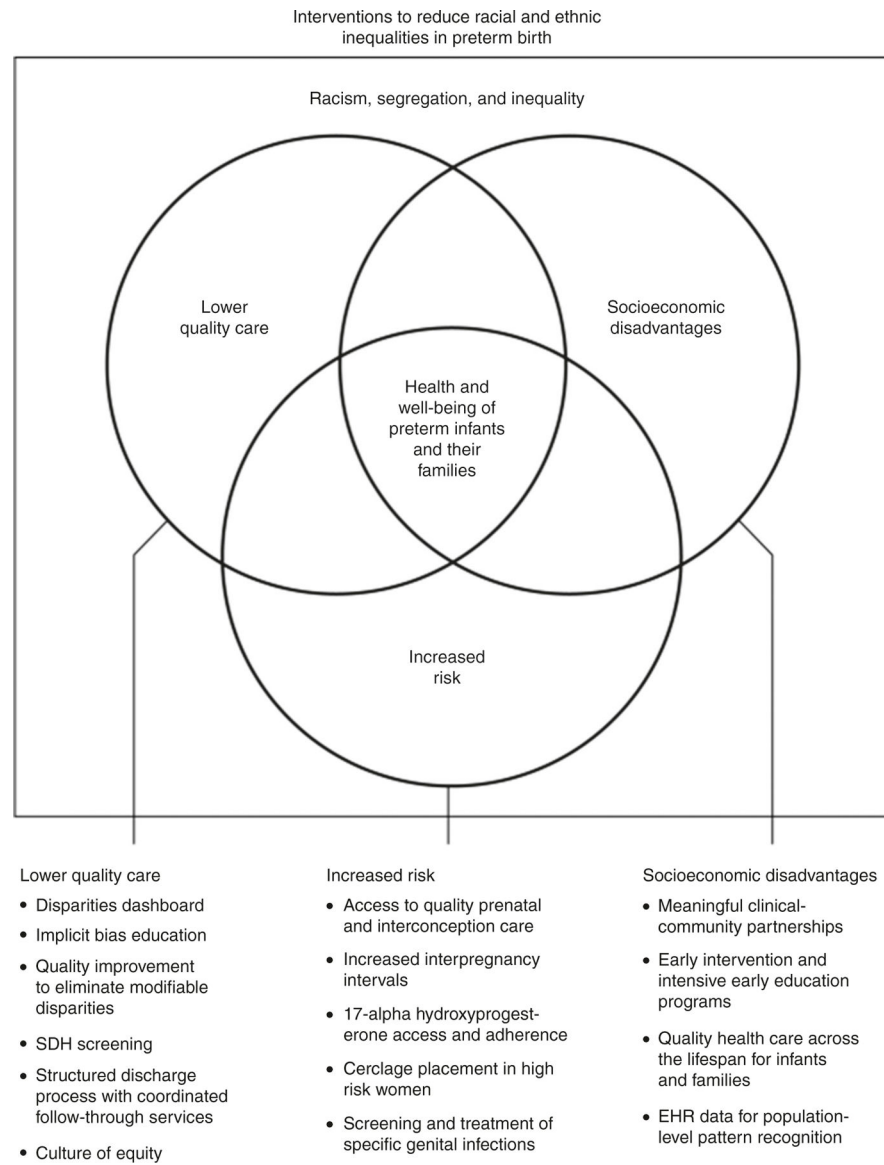 Interventions to reduce racial and ethnic
inequalities in preterm birth
Racism, segregation, and inequality
Lower
quality care
Socioeconomic
disadvantages
Health and
well-being of
preterm infants
and their
families
Increased
risk
Lower quality care
• Disparities dashboard
• Implicit bias education
• Quality improvement
to eliminate modifiable
disparities
• SDH screening
• Structured discharge
process with coordinated
follow-through services
• Culture of equity
Increased risk
• Access to quality prenatal
and interconception care
• Increased interpregnancy
intervals
• 17-alpha hydroxyprogest-
erone access and adherence
• Cerclage placement in high
risk women
• Screening and treatment of
specific genital infections
Socioeconomic disadvantages
• Meaningful clinical-
community partnerships
• Early intervention and
intensive early education
programs
• Quality health care across
the lifespan for infants
and families
• EHR data for population-
level pattern recognition